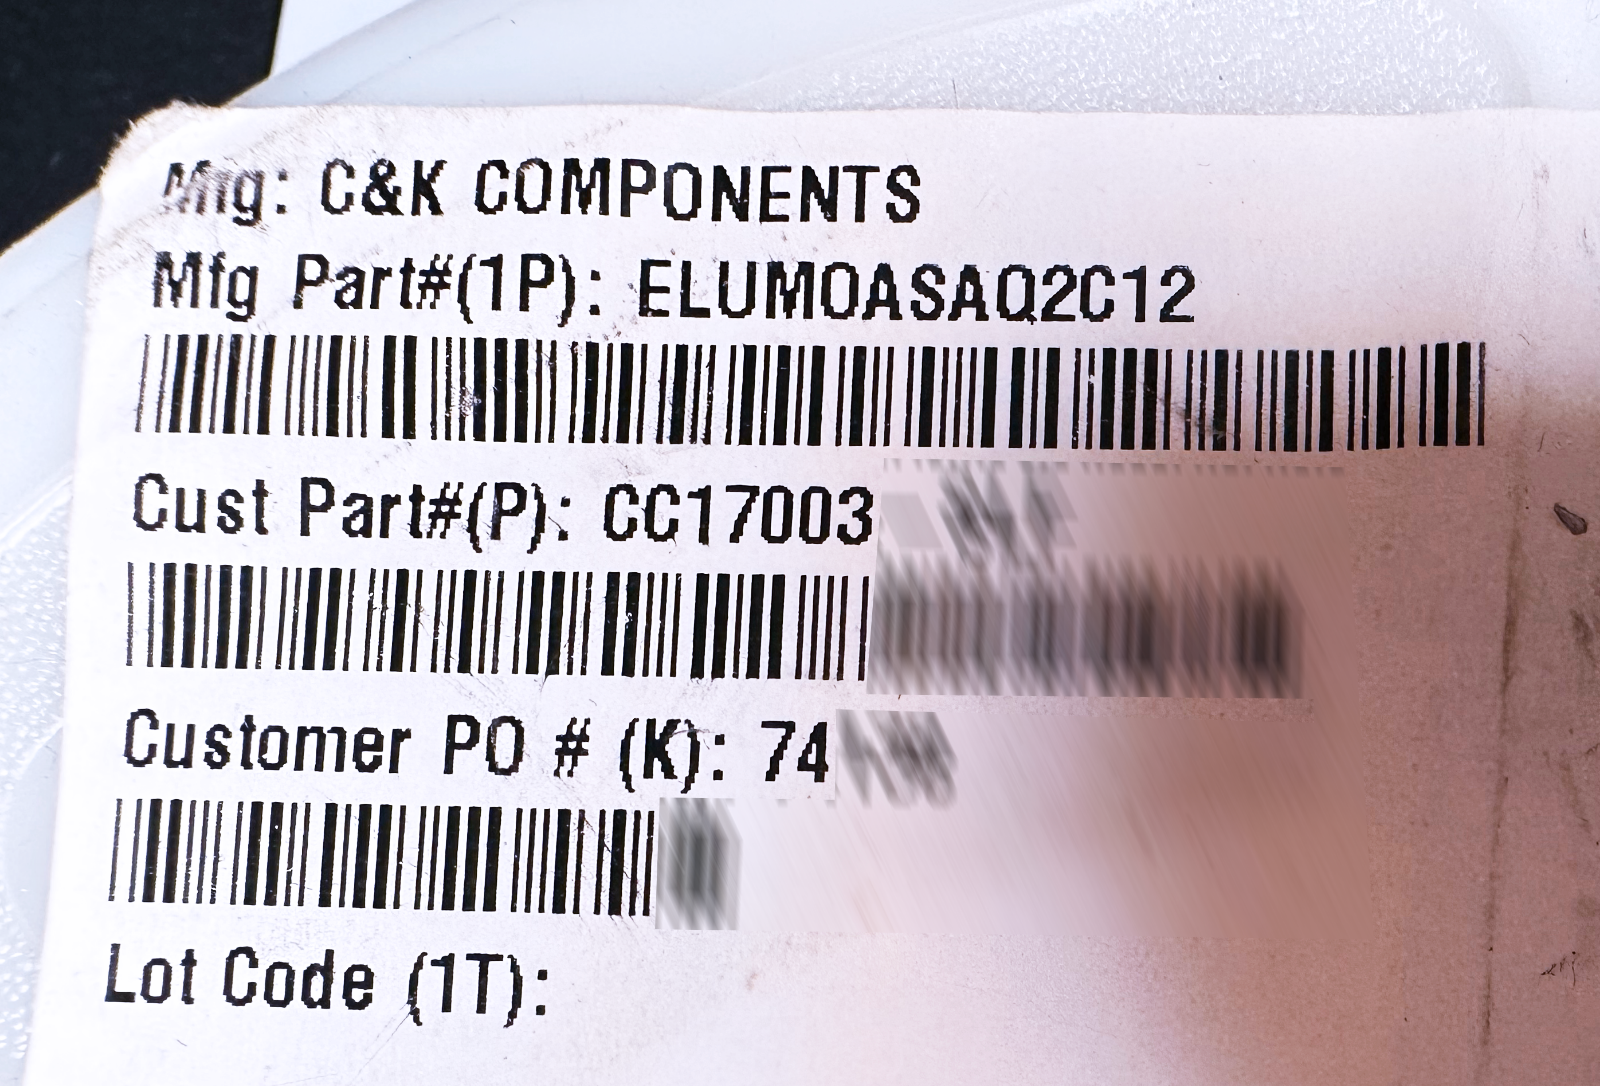 Mfg: C&K COMPONENTS
Mfg Part#(1P): ELUMOASAQ2C12
Cust Part#(P): CC17003
Customer PO # (K): 74
Lot Code (1T):